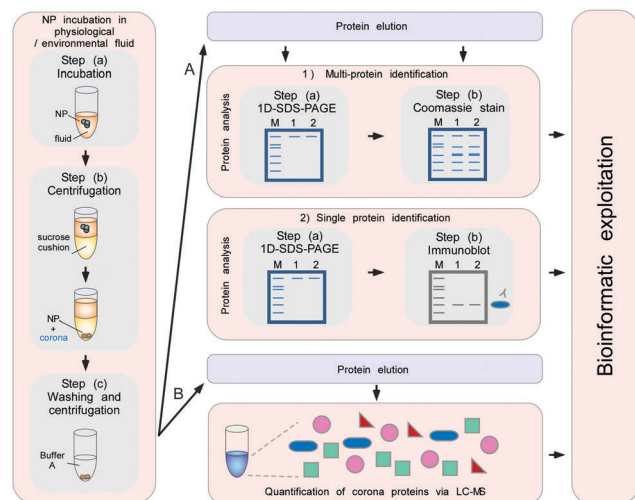 NP incubation in
physiological
/ environmental fluid
Step (a)
Incubation
NP
fluid
Step (b)
Centrifugation
sucrose
cushion
NP
+
corona
Step (c)
Washing and
centrifugation
Buffer
A
A
B
Protein elution
1) Multi-protein identification
Protein analysis
Step (a)
1D-SDS-PAGE
M 1 2
Step (b)
Coomassie stain
M 1 2
2) Single protein identification
Protein analysis
Step (a)
1D-SDS-PAGE
M 1 2
Step (b)
Immunoblot
M 1 2
Protein elution
Quantification of corona proteins via LC-MS
Bioinformatic exploitation